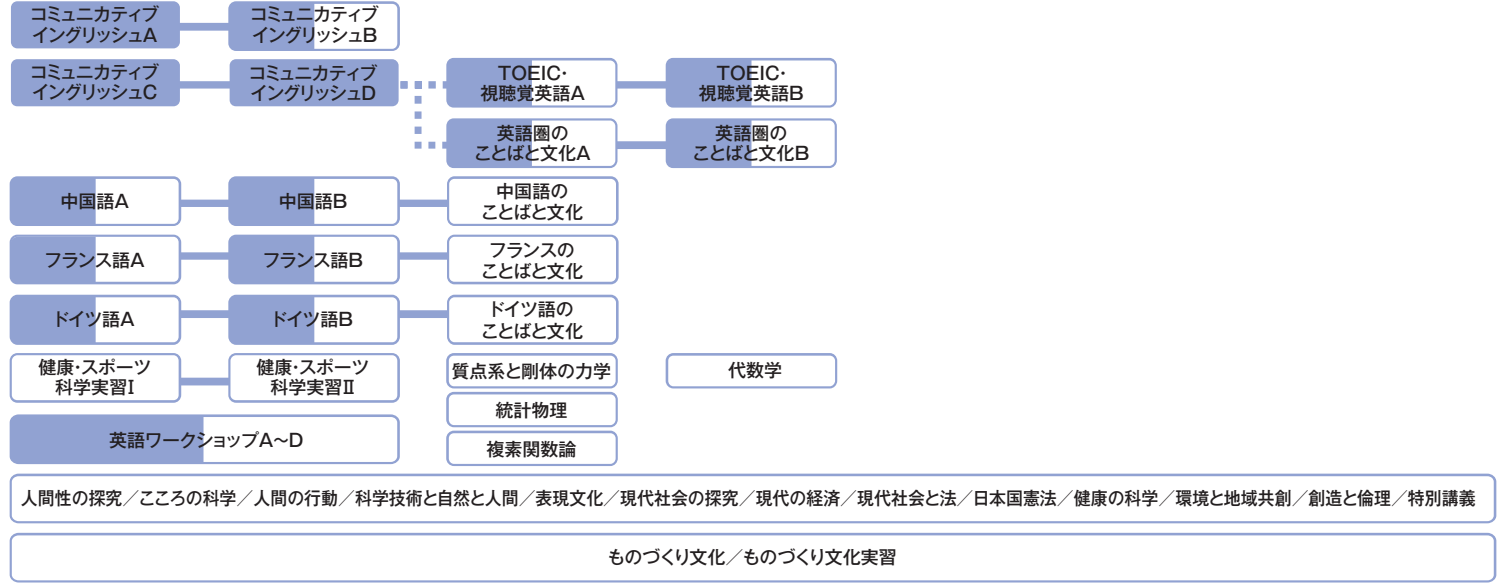 コミュニカティブ
イングリッシュA
コミュニカティブ
イングリッシュB
コミュニカティブ
イングリッシュC
コミュニカティブ
イングリッシュD
TOEIC・
視聴覚英語A
TOEIC・
視聴覚英語B
英語圏の
ことばと文化A
英語圏の
ことばと文化B
中国語A
中国語B
中国語の
ことばと文化
フランス語A
フランス語B
フランスの
ことばと文化
ドイツ語A
ドイツ語B
ドイツ語の
ことばと文化
健康・スポーツ
科学実習I
健康・スポーツ
科学実習II
質点系と剛体の力学
代数学
統計物理
英語ワークショップA〜D
複素関数論
人間性の探究/こころの科学/人間の行動/科学技術と自然と人間/表現文化/現代社会の探究/現代の経済/現代社会と法/日本国憲法/健康の科学/環境と地域共創/創造と倫理/特別講義
ものづくり文化/ものづくり文化実習